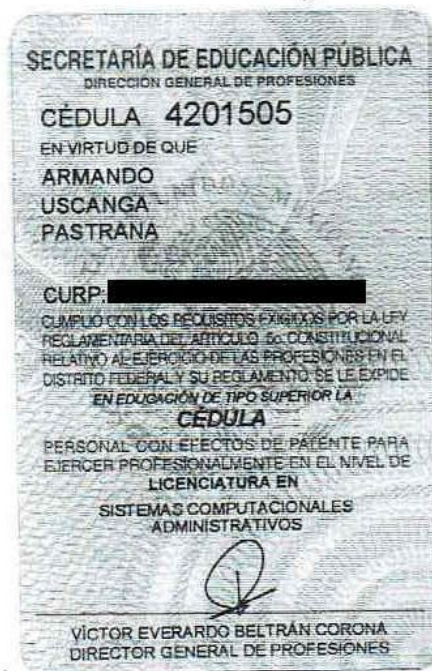 SECRETARÍA DE EDUCACIÓN PÚBLICA
DIRECCIÓN GENERAL DE PROFESIONES
CÉDULA 4201505
EN VIRTUD DE QUE
ARMANDO
USCANGA
PASTRANA
CURP:
CUMPLIO CON LOS REQUISITOS EXIGIDOS POR LA LEY
REGLAMENTARIA DEL ARTICULO 5o. CONSTITUCIONAL
RELATIVO AL EJERCICIO DE LAS PROFESIONES EN EL
DISTRITO FEDERAL Y SU REGLAMENTO, SE LE EXPIDE
EN EDUCACIÓN DE TIPO SUPERIOR LA
CÉDULA
PERSONAL CON EFECTOS DE PATENTE PARA
EJERCER PROFESIONALMENTE EN EL NIVEL DE
LICENCIATURA EN
SISTEMAS COMPUTACIONALES
ADMINISTRATIVOS
VÍCTOR EVERARDO BELTRÁN CORONA
DIRECTOR GENERAL DE PROFESIONES